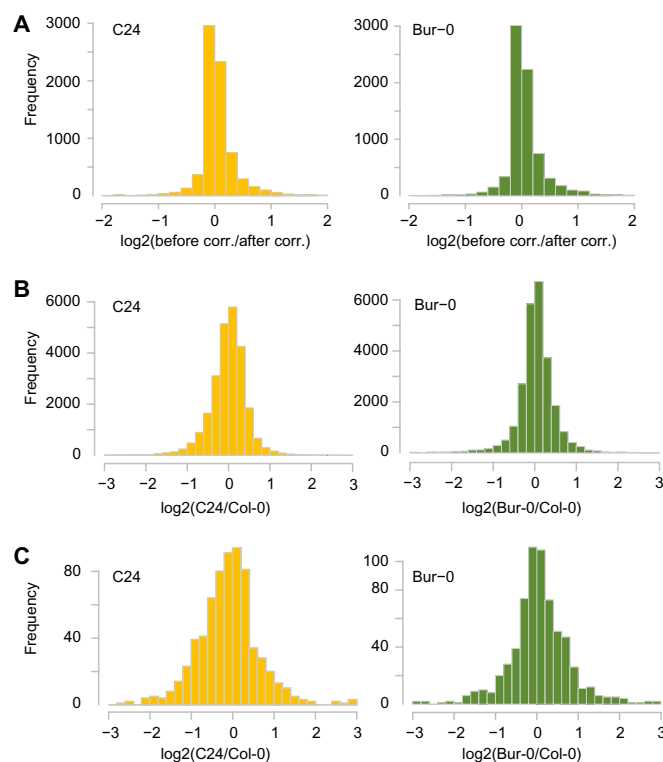 A
C24
Bur−0
Frequency
3000
2000
1000
0
−2 −1 0 1 2
log2(before corr./after corr.)
3000
2000
1000
0
−2 −1 0 1 2
log2(before corr./after corr.)
B
C24
Bur−0
Frequency
6000
4000
2000
0
−3 −2 −1 0 1 2 3
log2(C24/Col-0)
6000
4000
2000
0
−3 −2 −1 0 1 2 3
log2(Bur-0/Col-0)
C
C24
Bur−0
Frequency
80
40
0
−3 −2 −1 0 1 2 3
log2(C24/Col-0)
100
60
40
0
−3 −2 −1 0 1 2 3
log2(Bur-0/Col-0)